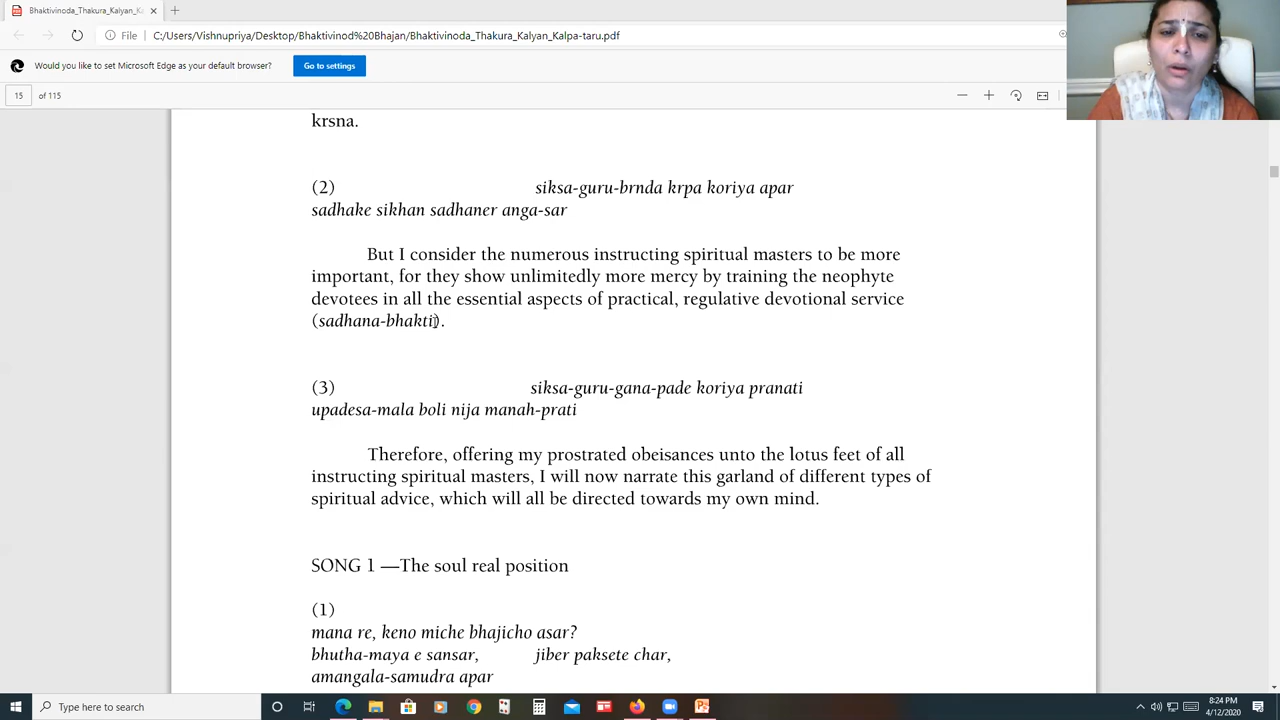 Bhaktivinoda_Thakura_Kalyan_K
File
C:/Users/Vishnupriya/Desktop/Bhaktivinod Bhajan/Bhaktivinoda_Thakura_Kalyan_Kalpa-taru.pdf
Would you like to set Microsoft Edge as your default browser?
Go to settings
15 of 115
krsna.
(2) siksa-guru-brnda krpa koriya apar
sadhake sikhan sadhaner anga-sar
But I consider the numerous instructing spiritual masters to be more
important, for they show unlimitedly more mercy by training the neophyte
devotees in all the essential aspects of practical, regulative devotional service
(sadhana-bhakti).
(3) siksa-guru-gana-pade koriya pranati
upadesa-mala boli nija manah-prati
Therefore, offering my prostrated obeisances unto the lotus feet of all
instructing spiritual masters, I will now narrate this garland of different types of
spiritual advice, which will all be directed towards my own mind.
SONG 1 —The soul real position
(1)
mana re, keno miche bhajicho asar?
bhutha-maya e sansar, jiber paksete char,
amangala-samudra apar
Type here to search
8:24 PM
4/12/2020